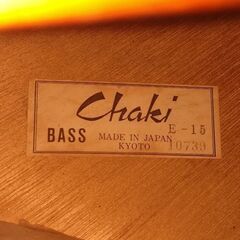 Chaki
BASS MADE IN JAPAN E-15
KYOTO 10739